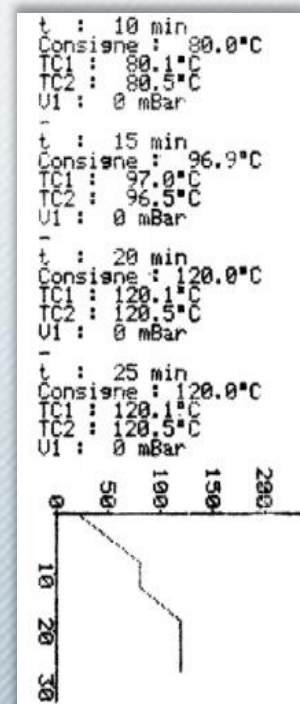 t : 10 min
Consigne : 80.0°C
TC1 : 80.1°C
TC2 : 80.5°C
V1 : 0 mBar
-
t : 15 min
Consigne : 96.9°C
TC1 : 97.0°C
TC2 : 96.5°C
V1 : 0 mBar
-
t : 20 min
Consigne : 120.0°C
TC1 : 120.1°C
TC2 : 120.5°C
V1 : 0 mBar
-
t : 25 min
Consigne : 120.0°C
TC1 : 120.1°C
TC2 : 120.5°C
V1 : 0 mBar
0 50 100 150 200
10
20
30